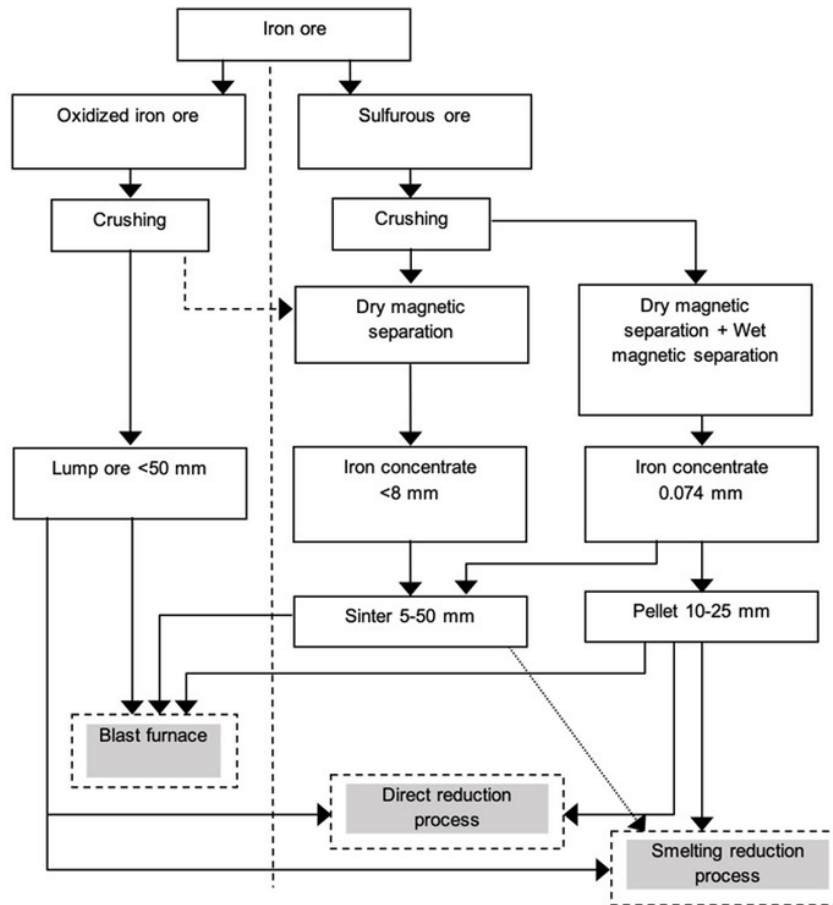 Iron ore
Oxidized iron ore
Sulfurous ore
Crushing
Crushing
Dry magnetic
separation
Dry magnetic
separation + Wet
magnetic separation
Lump ore <50 mm
Iron concentrate
<8 mm
Iron concentrate
0.074 mm
Sinter 5-50 mm
Pellet 10-25 mm
Blast furnace
Direct reduction
process
Smelting reduction
process